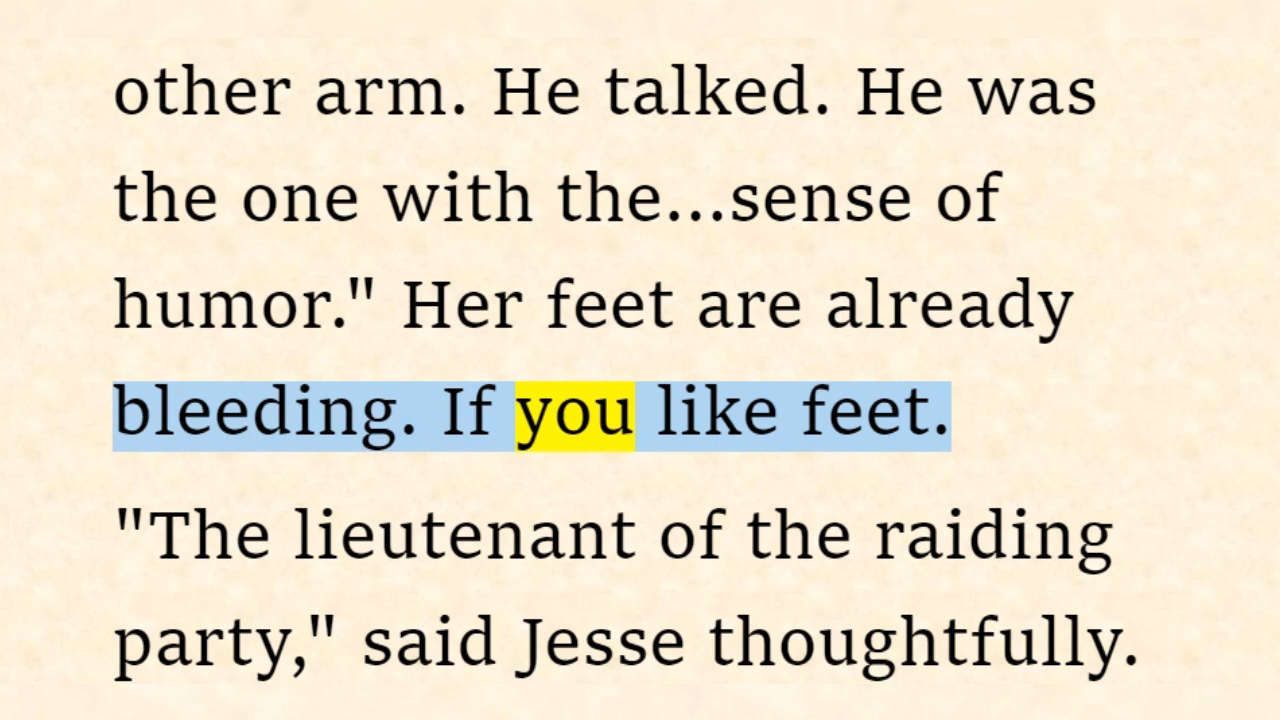 other arm. He talked. He was
the one with the...sense of
humor." Her feet are already
bleeding. If you like feet.
"The lieutenant of the raiding
party," said Jesse thoughtfully.